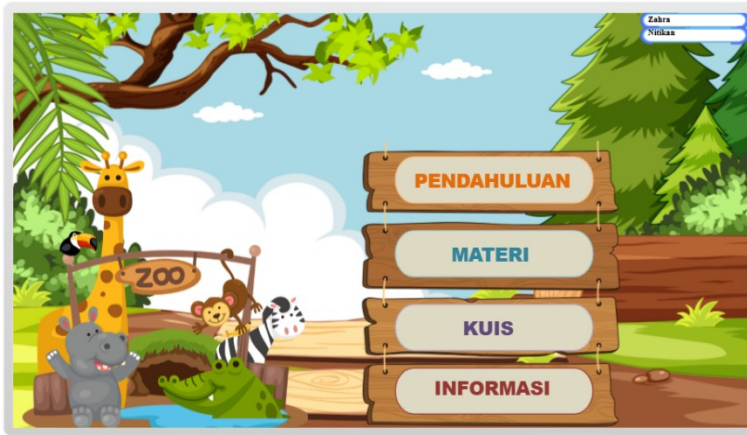 Zahra
Nitikan
ZOO
PENDAHULUAN
MATERI
KUIS
INFORMASI